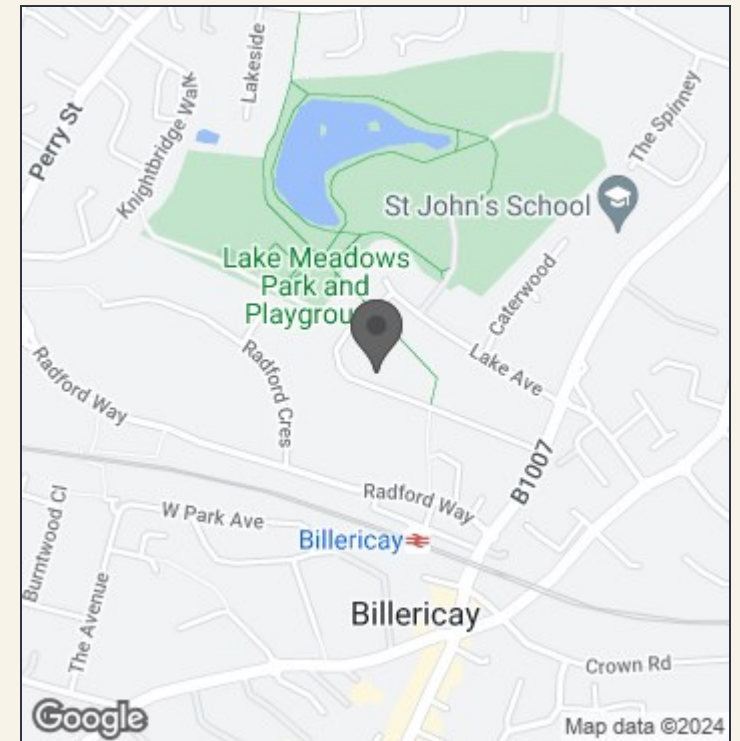 Lakeside
Perry St
Knightbridge Walk
The Spinney
St John's School
Lake Meadows
Park and
Playgrou
Caterwood
Lake Ave
Radford Way
Radford Cres
B1007
Radford Way
Burntwood Cl
W Park Ave
Billericay
The Avenue
Billericay
Crown Rd
Google
Map data ©2024